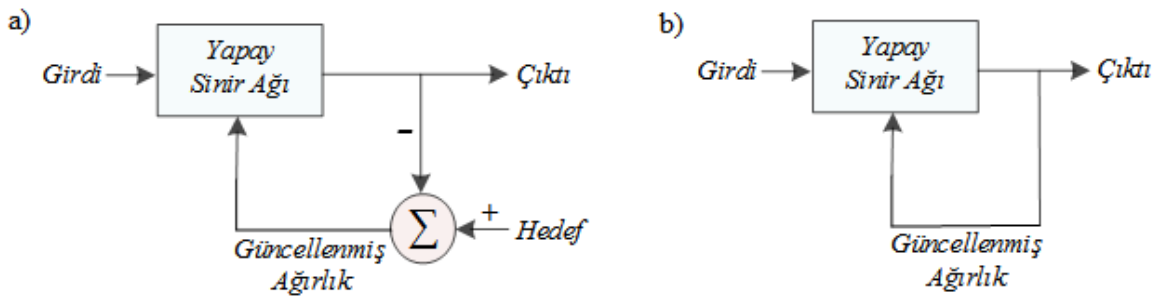 a)
Yapay
Sinir Ağı
Girdi
Çıktı
-
Σ
+
Hedef
Güncellenmiş
Ağırlık
b)
Yapay
Sinir Ağı
Girdi
Çıktı
Güncellenmiş
Ağırlık